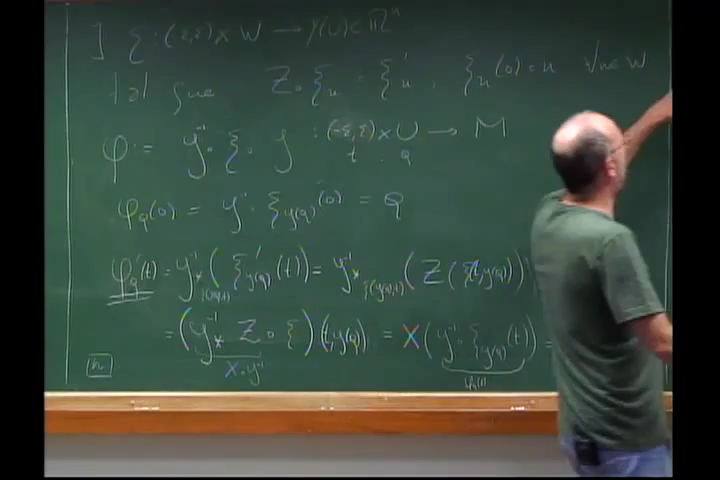 ∃ ξ : (-ε,ε) × W → y(U) ⊂ ℝⁿ
tal que Z∘ξ_u = ξ'_u , ξ_u(0) = u ∀u∈W
φ := y⁻¹∘ξ∘y : (-ε,ε) × U → M
t q
φ_q(0) = y⁻¹∘ξ_{y(q)}(0) = q
φ'_q(t) = y⁻¹_*(ξ'_{y(q)}(t)) = y⁻¹_*_{ξ(y(q),t)}(Z(ξ(t,y(q)))
= (y⁻¹_* Z∘ξ)(t,y(q)) = X(y⁻¹∘ξ_{y(q)}(t)) =
X∘y⁻¹